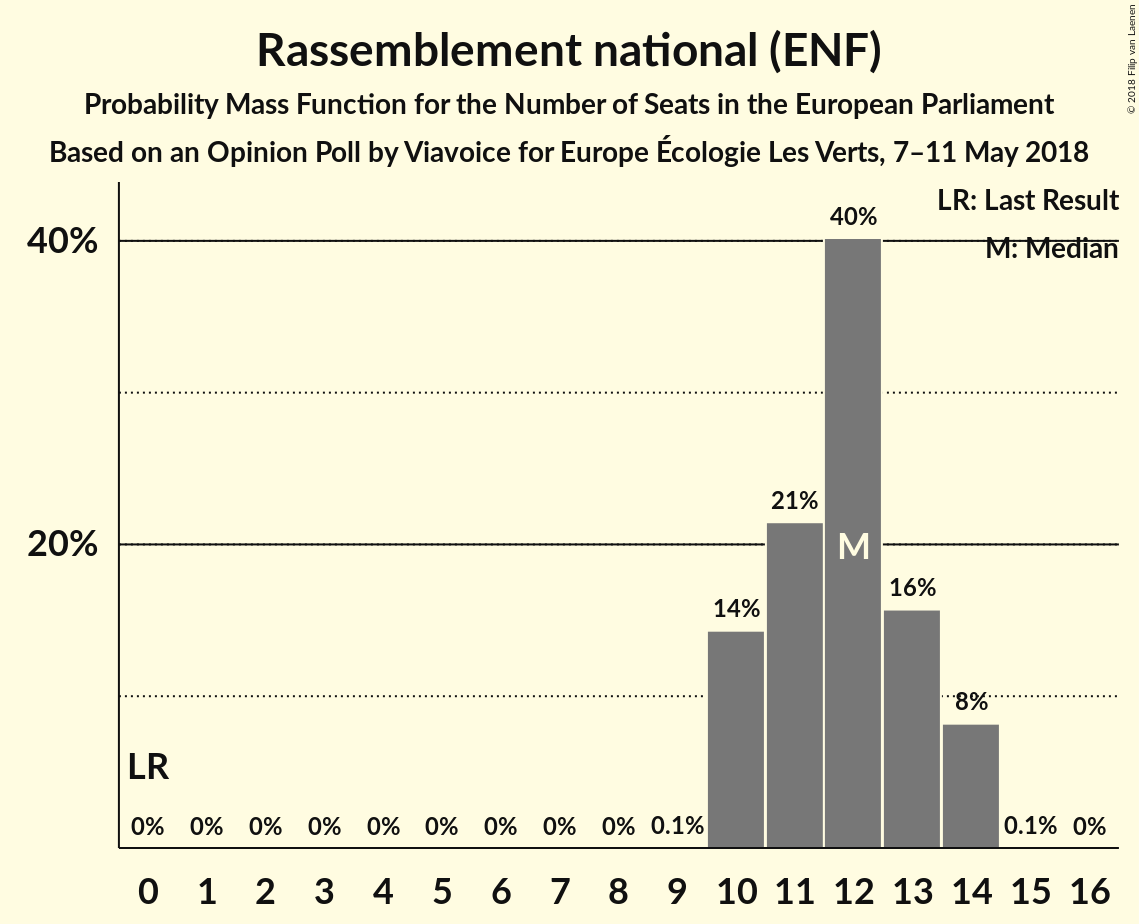 Rassemblement national (ENF)
Probability Mass Function for the Number of Seats in the European Parliament
Based on an Opinion Poll by Viavoice for Europe Écologie Les Verts, 7–11 May 2018
© 2018 Filip van Laenen
LR: Last Result
M: Median
40%
20%
40%
21%
M
16%
14%
8%
LR
0% 0% 0% 0% 0% 0% 0% 0% 0% 0.1% 0.1% 0%
0 1 2 3 4 5 6 7 8 9 10 11 12 13 14 15 16